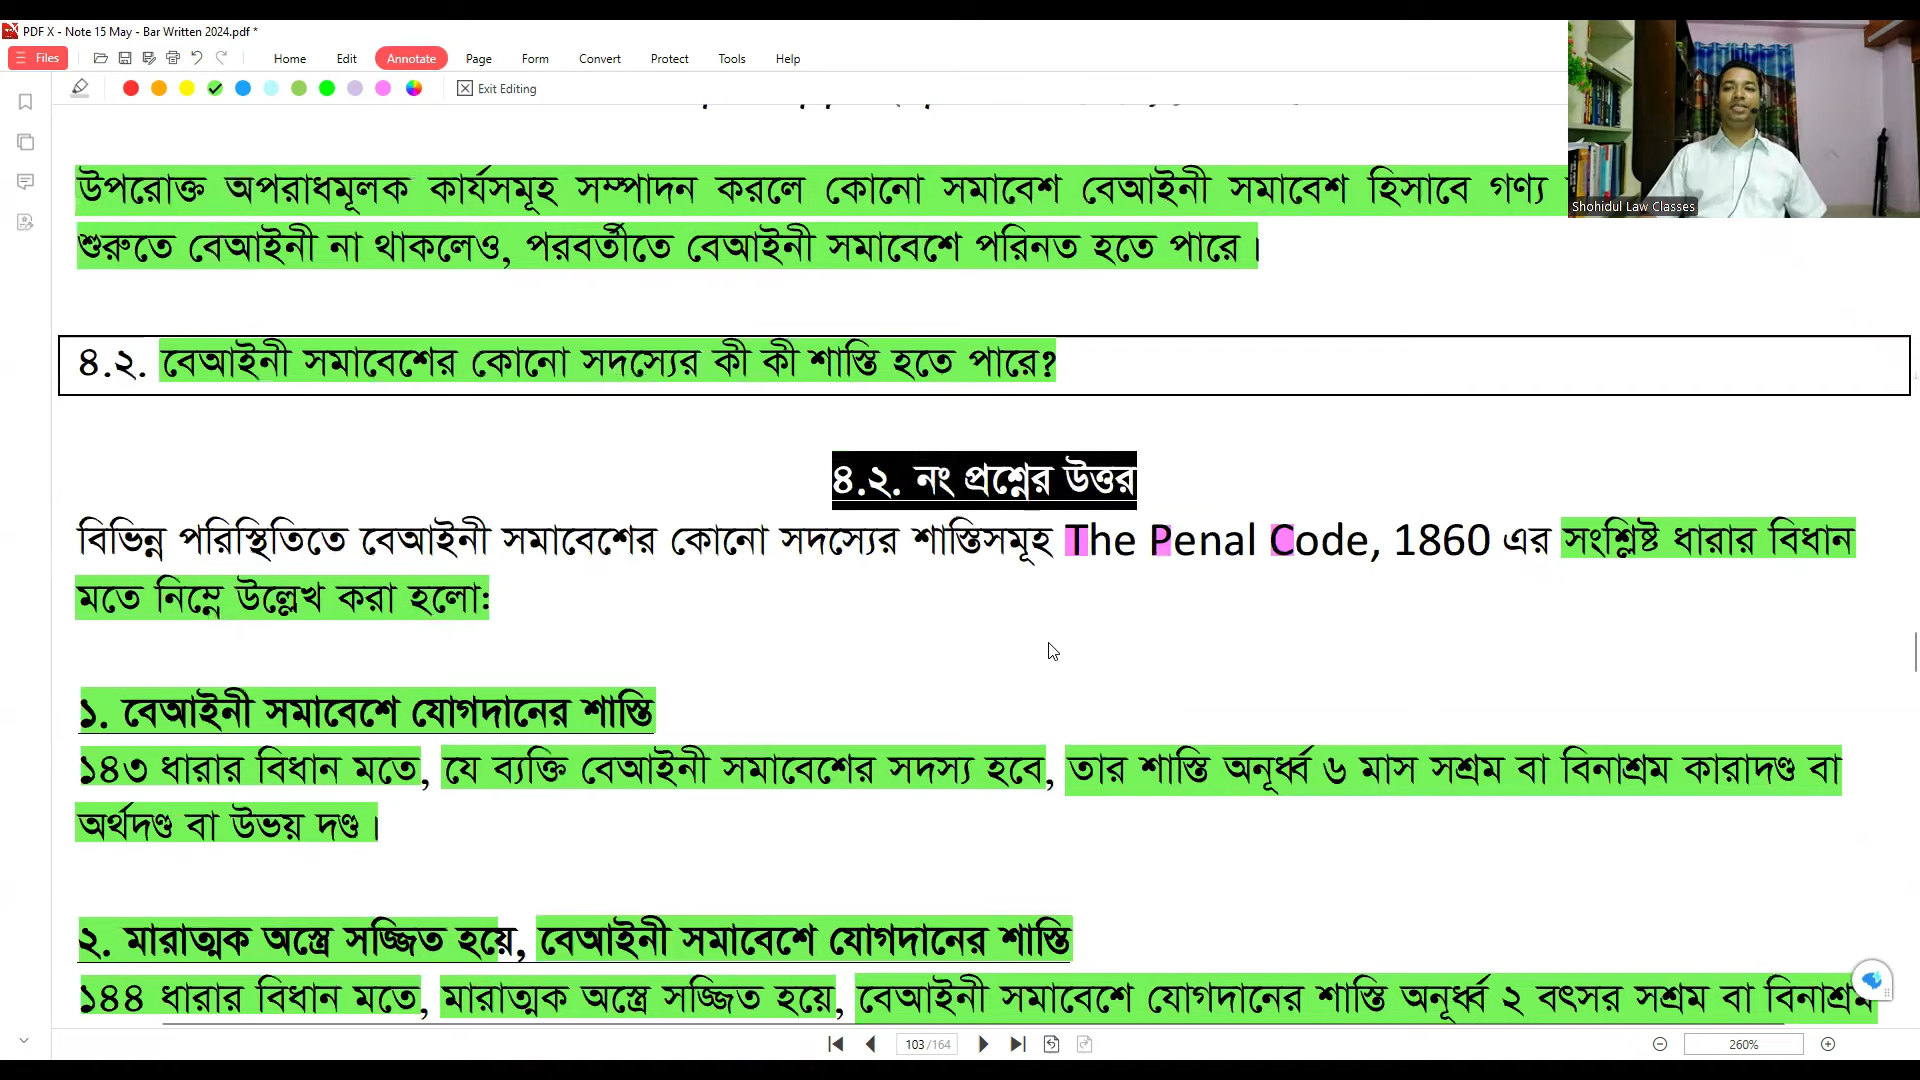 PDF X - Note 15 May - Bar Written 2024.pdf *
Files Home Edit Annotate Page Form Convert Protect Tools Help
Exit Editing
উপরোক্ত অপরাধমূলক কার্যসমূহ সম্পাদন করলে কোনো সমাবেশ বেআইনী সমাবেশ হিসাবে গণ্য
Shohidul Law Classes
শুরুতে বেআইনী না থাকলেও, পরবর্তীতে বেআইনী সমাবেশে পরিনত হতে পারে।
৪.২. বেআইনী সমাবেশের কোনো সদস্যের কী কী শাস্তি হতে পারে?
৪.২. নং প্রশ্নের উত্তর
বিভিন্ন পরিস্থিতিতে বেআইনী সমাবেশের কোনো সদস্যের শাস্তিসমূহ The Penal Code, 1860 এর সংশ্লিষ্ট ধারার বিধান
মতে নিম্নে উল্লেখ করা হলো:
১. বেআইনী সমাবেশে যোগদানের শাস্তি
১৪৩ ধারার বিধান মতে, যে ব্যক্তি বেআইনী সমাবেশের সদস্য হবে, তার শাস্তি অনূর্ধ্ব ৬ মাস সশ্রম বা বিনাশ্রম কারাদণ্ড বা
অর্থদণ্ড বা উভয় দণ্ড।
২. মারাত্মক অস্ত্রে সজ্জিত হয়ে, বেআইনী সমাবেশে যোগদানের শাস্তি
১৪৪ ধারার বিধান মতে, মারাত্মক অস্ত্রে সজ্জিত হয়ে, বেআইনী সমাবেশে যোগদানের শাস্তি অনূর্ধ্ব ২ বৎসর সশ্রম বা বিনাশ্রম
103 /164
260%